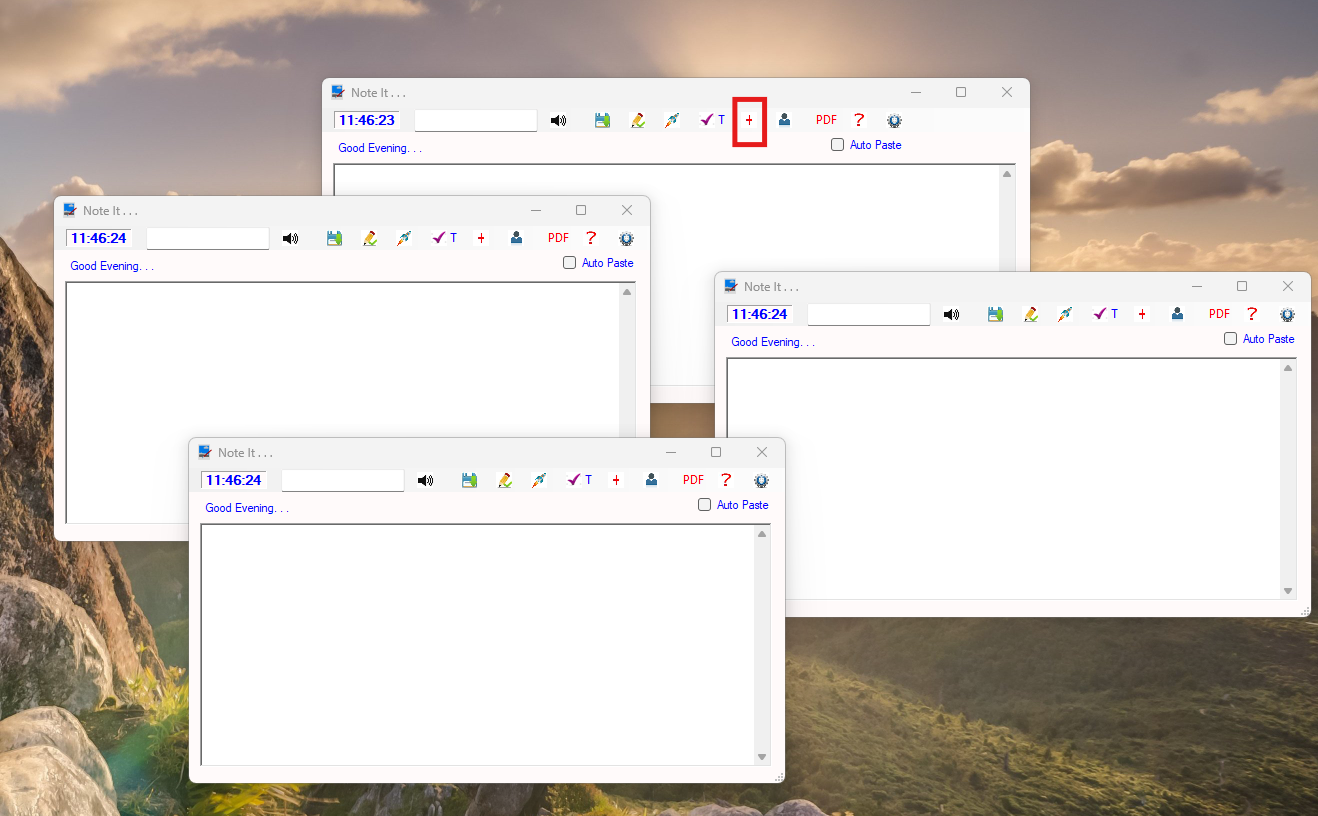 Note It . . .
11:46:23
T
+
PDF
?
Good Evening. . .
Auto Paste
Note It . . .
11:46:24
T
+
PDF
?
Good Evening. . .
Auto Paste
Note It . . .
11:46:24
T
+
PDF
?
Good Evening. . .
Auto Paste
Note It . . .
11:46:24
T
+
PDF
?
Good Evening. . .
Auto Paste